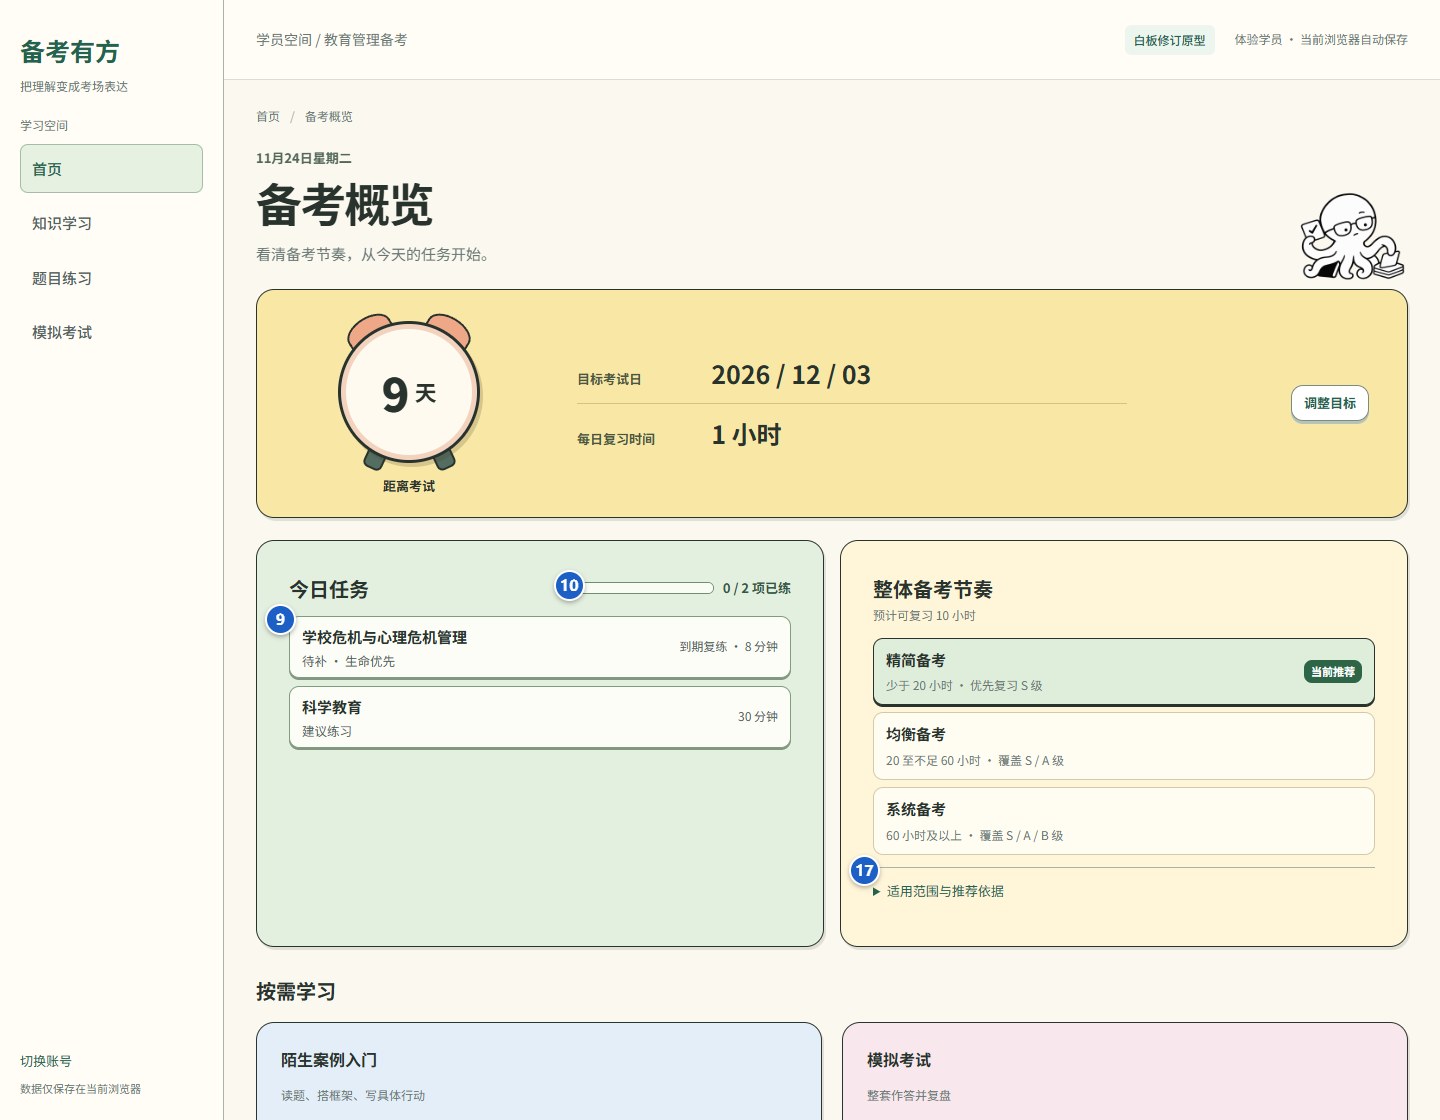 备考有方
把理解变成考场表达
学习空间
首页
知识学习
题目练习
模拟考试
切换账号
数据仅保存在当前浏览器
学员空间 / 教育管理备考
白板修订原型
体验学员 · 当前浏览器自动保存
首页 / 备考概览
11月24日星期二
备考概览
看清备考节奏，从今天的任务开始。
9 天
距离考试
目标考试日 2026 / 12 / 03
每日复习时间 1 小时
调整目标
今日任务
10
0 / 2 项已练
9
学校危机与心理危机管理
待补 · 生命优先
到期复练 · 8 分钟
科学教育
建议练习
30 分钟
整体备考节奏
预计可复习 10 小时
精简备考
少于 20 小时 · 优先复习 S 级
当前推荐
均衡备考
20 至不足 60 小时 · 覆盖 S / A 级
系统备考
60 小时及以上 · 覆盖 S / A / B 级
17
适用范围与推荐依据
按需学习
陌生案例入门
读题、搭框架、写具体行动
模拟考试
整套作答并复盘